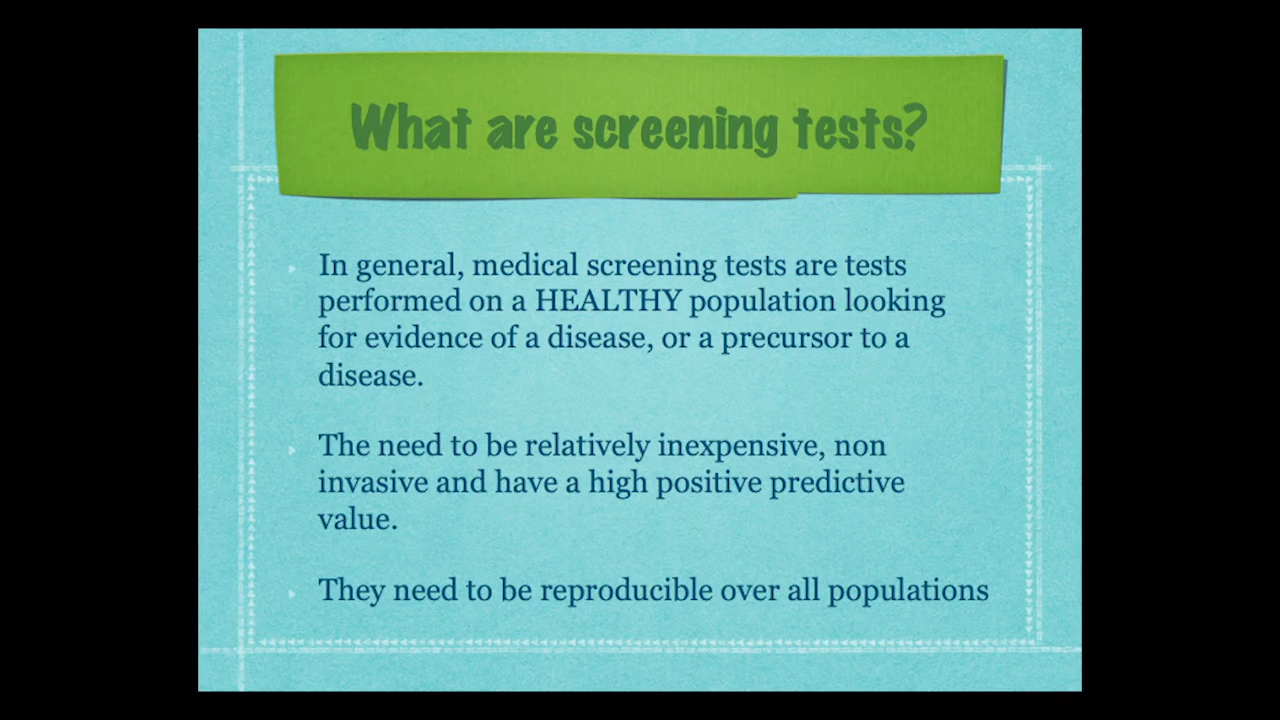 What are screening tests?
In general, medical screening tests are tests
performed on a HEALTHY population looking
for evidence of a disease, or a precursor to a
disease.
The need to be relatively inexpensive, non
invasive and have a high positive predictive
value.
They need to be reproducible over all populations